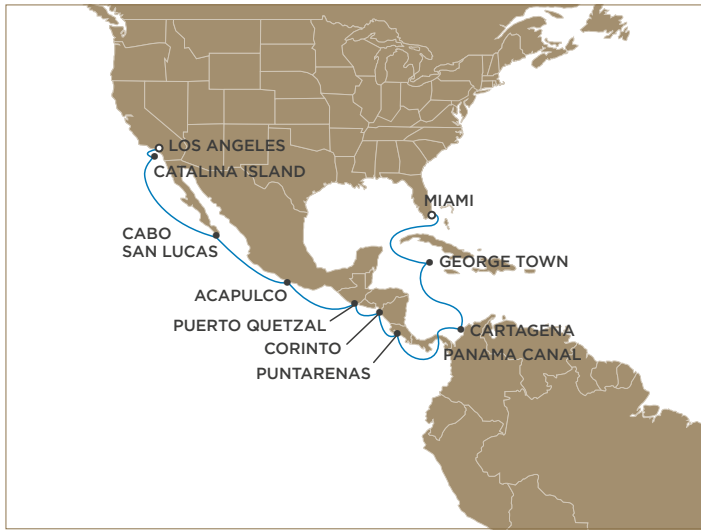 LOS ANGELES
CATALINA ISLAND
MIAMI
CABO
SAN LUCAS
GEORGE TOWN
ACAPULCO
PUERTO QUETZAL
CARTAGENA
CORINTO
PANAMA CANAL
PUNTARENAS